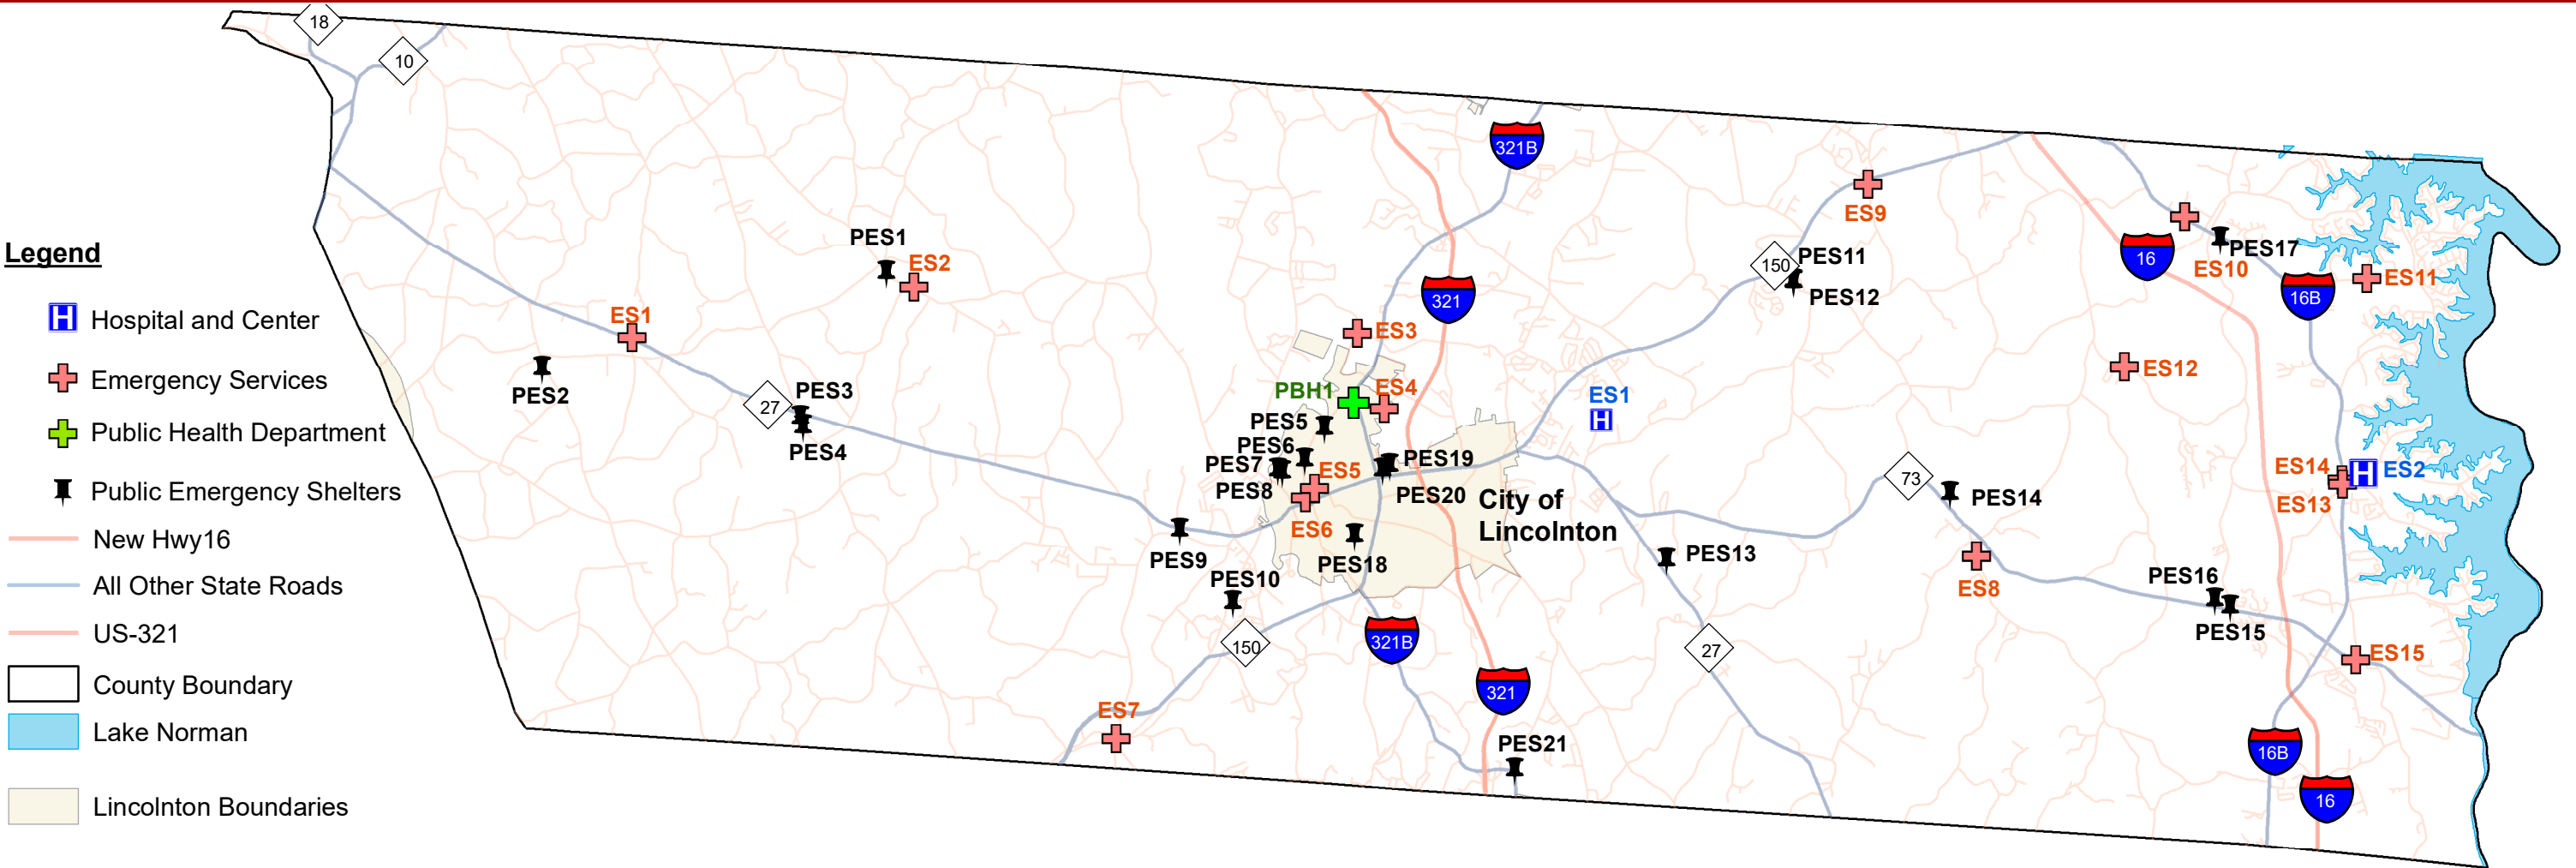 18
10
321B
ES9
PES1
ES2
150
PES11
PES12
16
PES17
ES10
16B
ES11
Legend
Hospital and Center
Emergency Services
Public Health Department
Public Emergency Shelters
New Hwy16
All Other State Roads
US-321
County Boundary
Lake Norman
Lincolnton Boundaries
ES1
PES2
27
PES3
PES4
321
ES3
PBH1
ES4
PES5
PES6
PES7
PES8
ES5
ES6
PES19
PES20
City of
Lincolnton
H
ES1
H
ES12
73
PES14
ES14
H
ES2
ES13
PES9
PES10
PES18
PES13
ES8
PES16
PES15
150
321B
27
ES15
321
ES7
PES21
16B
16